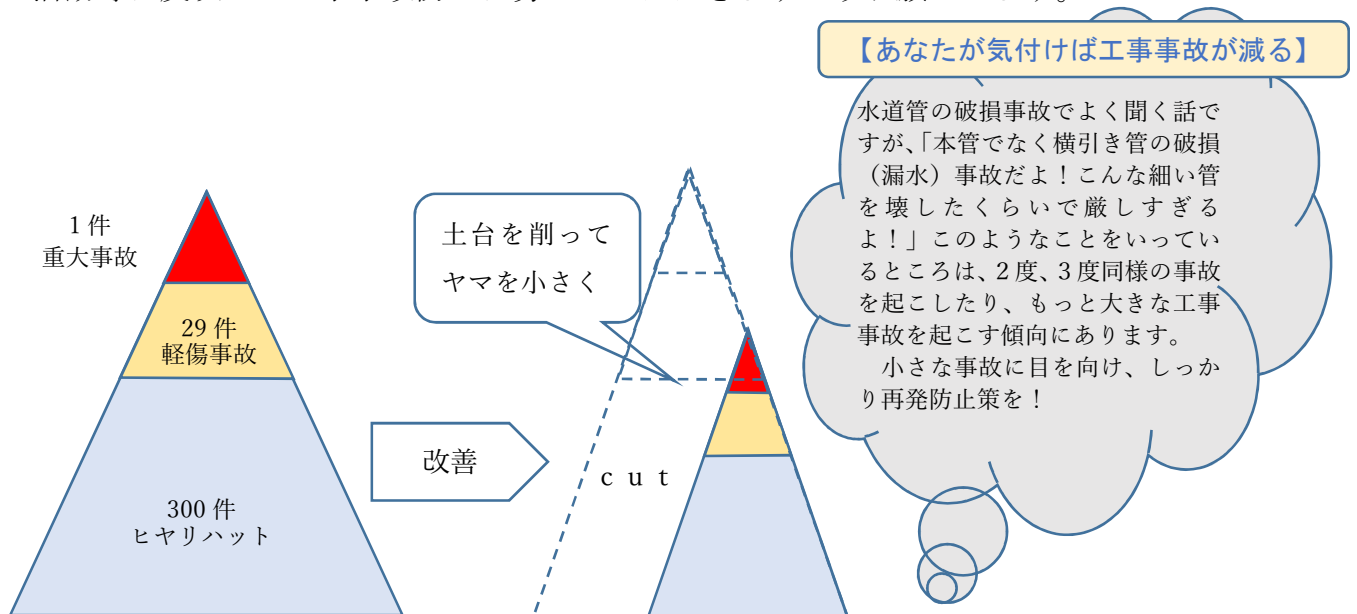 【あなたが気付けば工事事故が減る】
水道管の破損事故でよく聞く話で
すが、「本管でなく横引き管の破損
（漏水）事故だよ！こんな細い管
を壊したくらいで厳しすぎる
よ！」このようなことをいってい
るところは、２度、３度同様の事故
を起こしたり、もっと大きな工事
事故を起こす傾向にあります。
　小さな事故に目を向け、しっか
り再発防止策を！
1 件
重大事故
29 件
軽傷事故
300 件
ヒヤリハット
改善
土台を削って
ヤマを小さく
ｃｕｔ